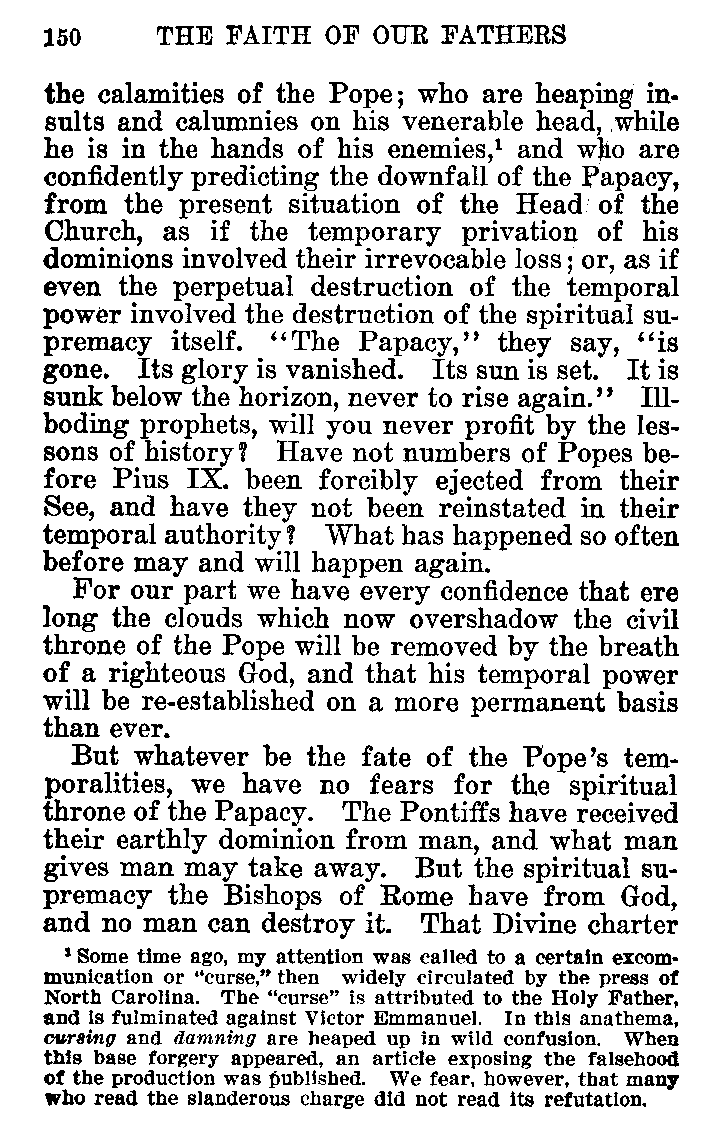 150 THE FAITH OF OUR FATHERS
the calamities of the Pope; who are heaping in-
sults and calumnies on his venerable head, while
he is in the hands of his enemies,¹ and who are
confidently predicting the downfall of the Papacy,
from the present situation of the Head of the
Church, as if the temporary privation of his
dominions involved their irrevocable loss; or, as if
even the perpetual destruction of the temporal
power involved the destruction of the spiritual su-
premacy itself. "The Papacy," they say, "is
gone. Its glory is vanished. Its sun is set. It is
sunk below the horizon, never to rise again." Ill-
boding prophets, will you never profit by the les-
sons of history? Have not numbers of Popes be-
fore Pius IX. been forcibly ejected from their
See, and have they not been reinstated in their
temporal authority? What has happened so often
before may and will happen again.
For our part we have every confidence that ere
long the clouds which now overshadow the civil
throne of the Pope will be removed by the breath
of a righteous God, and that his temporal power
will be re-established on a more permanent basis
than ever.
But whatever be the fate of the Pope's tem-
poralities, we have no fears for the spiritual
throne of the Papacy. The Pontiffs have received
their earthly dominion from man, and what man
gives man may take away. But the spiritual su-
premacy the Bishops of Rome have from God,
and no man can destroy it. That Divine charter
¹ Some time ago, my attention was called to a certain excom-
munication or "curse," then widely circulated by the press of
North Carolina. The "curse" is attributed to the Holy Father,
and is fulminated against Victor Emmanuel. In this anathema,
cursing and damning are heaped up in wild confusion. When
this base forgery appeared, an article exposing the falsehood
of the production was published. We fear, however, that many
who read the slanderous charge did not read its refutation.